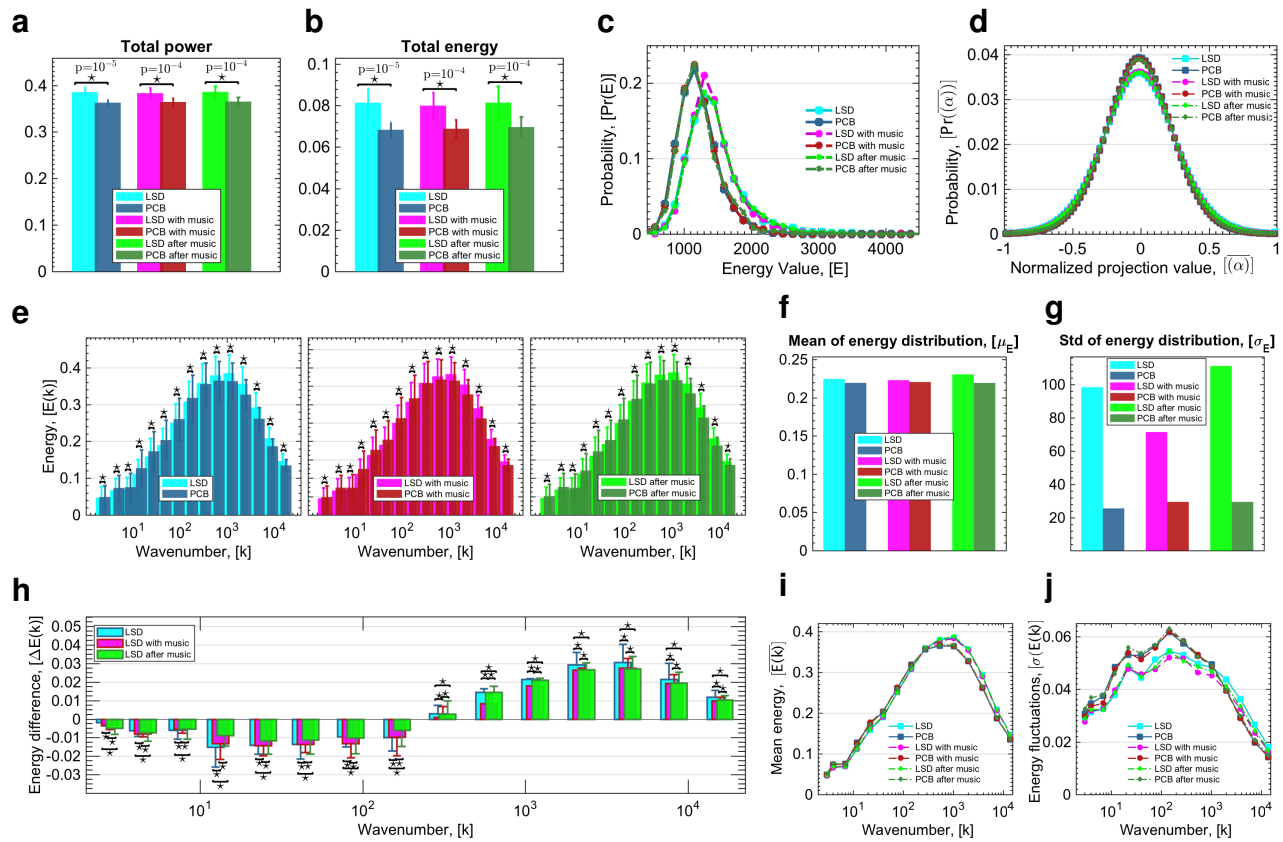 a
Total power
p=10^-5
p=10^-4
p=10^-4
0.4
0.3
0.2
0.1
0
LSD
PCB
LSD with music
PCB with music
LSD after music
PCB after music
b
Total energy
p=10^-5
p=10^-4
p=10^-4
0.1
0.08
0.06
0.04
0.02
0
LSD
PCB
LSD with music
PCB with music
LSD after music
PCB after music
c
Probability, [Pr(E)]
0.2
0.1
0
1000
2000
3000
4000
Energy Value, [E]
LSD
PCB
LSD with music
PCB with music
LSD after music
PCB after music
d
Probability, [Pr((α))]
0.04
0.03
0.02
0.01
0
-1
-0.5
0
0.5
1
Normalized projection value, [(α)]
LSD
PCB
LSD with music
PCB with music
LSD after music
PCB after music
e
Energy, [E(k)]
0.4
0.3
0.2
0.1
0
LSD
PCB
10^1
10^2
10^3
10^4
Wavenumber, [k]
LSD with music
PCB with music
10^1
10^2
10^3
10^4
Wavenumber, [k]
LSD after music
PCB after music
10^1
10^2
10^3
10^4
Wavenumber, [k]
f
Mean of energy distribution, [μE]
0.25
0.2
0.15
0.1
0.05
0
LSD
PCB
LSD with music
PCB with music
LSD after music
PCB after music
g
Std of energy distribution, [σE]
100
80
60
40
20
LSD
PCB
LSD with music
PCB with music
LSD after music
PCB after music
h
Energy difference, [ΔE(k)]
0.05
0.04
0.03
0.02
0.01
0
-0.01
-0.02
-0.03
LSD
LSD with music
LSD after music
10^1
10^2
10^3
10^4
Wavenumber, [k]
i
Mean energy, [E(k)]
0.4
0.3
0.2
0.1
0
LSD
PCB
LSD with music
PCB with music
LSD after music
PCB after music
10^1
10^2
10^3
10^4
Wavenumber, [k]
j
Energy fluctuations, [σ(E(k)]
0.06
0.04
0.02
0
LSD
PCB
LSD with music
PCB with music
LSD after music
PCB after music
10^1
10^2
10^3
10^4
Wavenumber, [k]